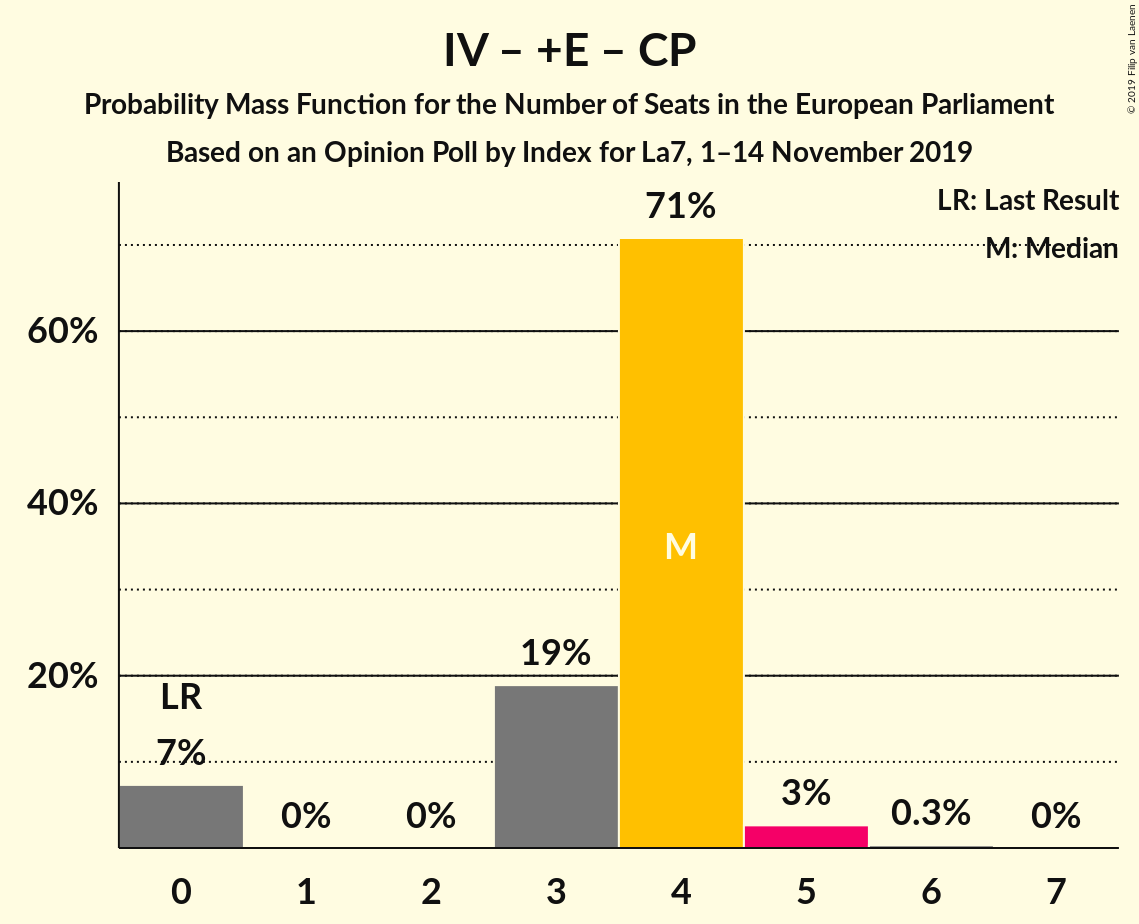 IV – +E – CP
Probability Mass Function for the Number of Seats in the European Parliament
Based on an Opinion Poll by Index for La7, 1–14 November 2019
© 2019 Filip van Laenen
LR: Last Result
M: Median
71%
60%
40%
M
19%
20%
LR
7%
0%
0%
3%
0.3%
0%
0 1 2 3 4 5 6 7